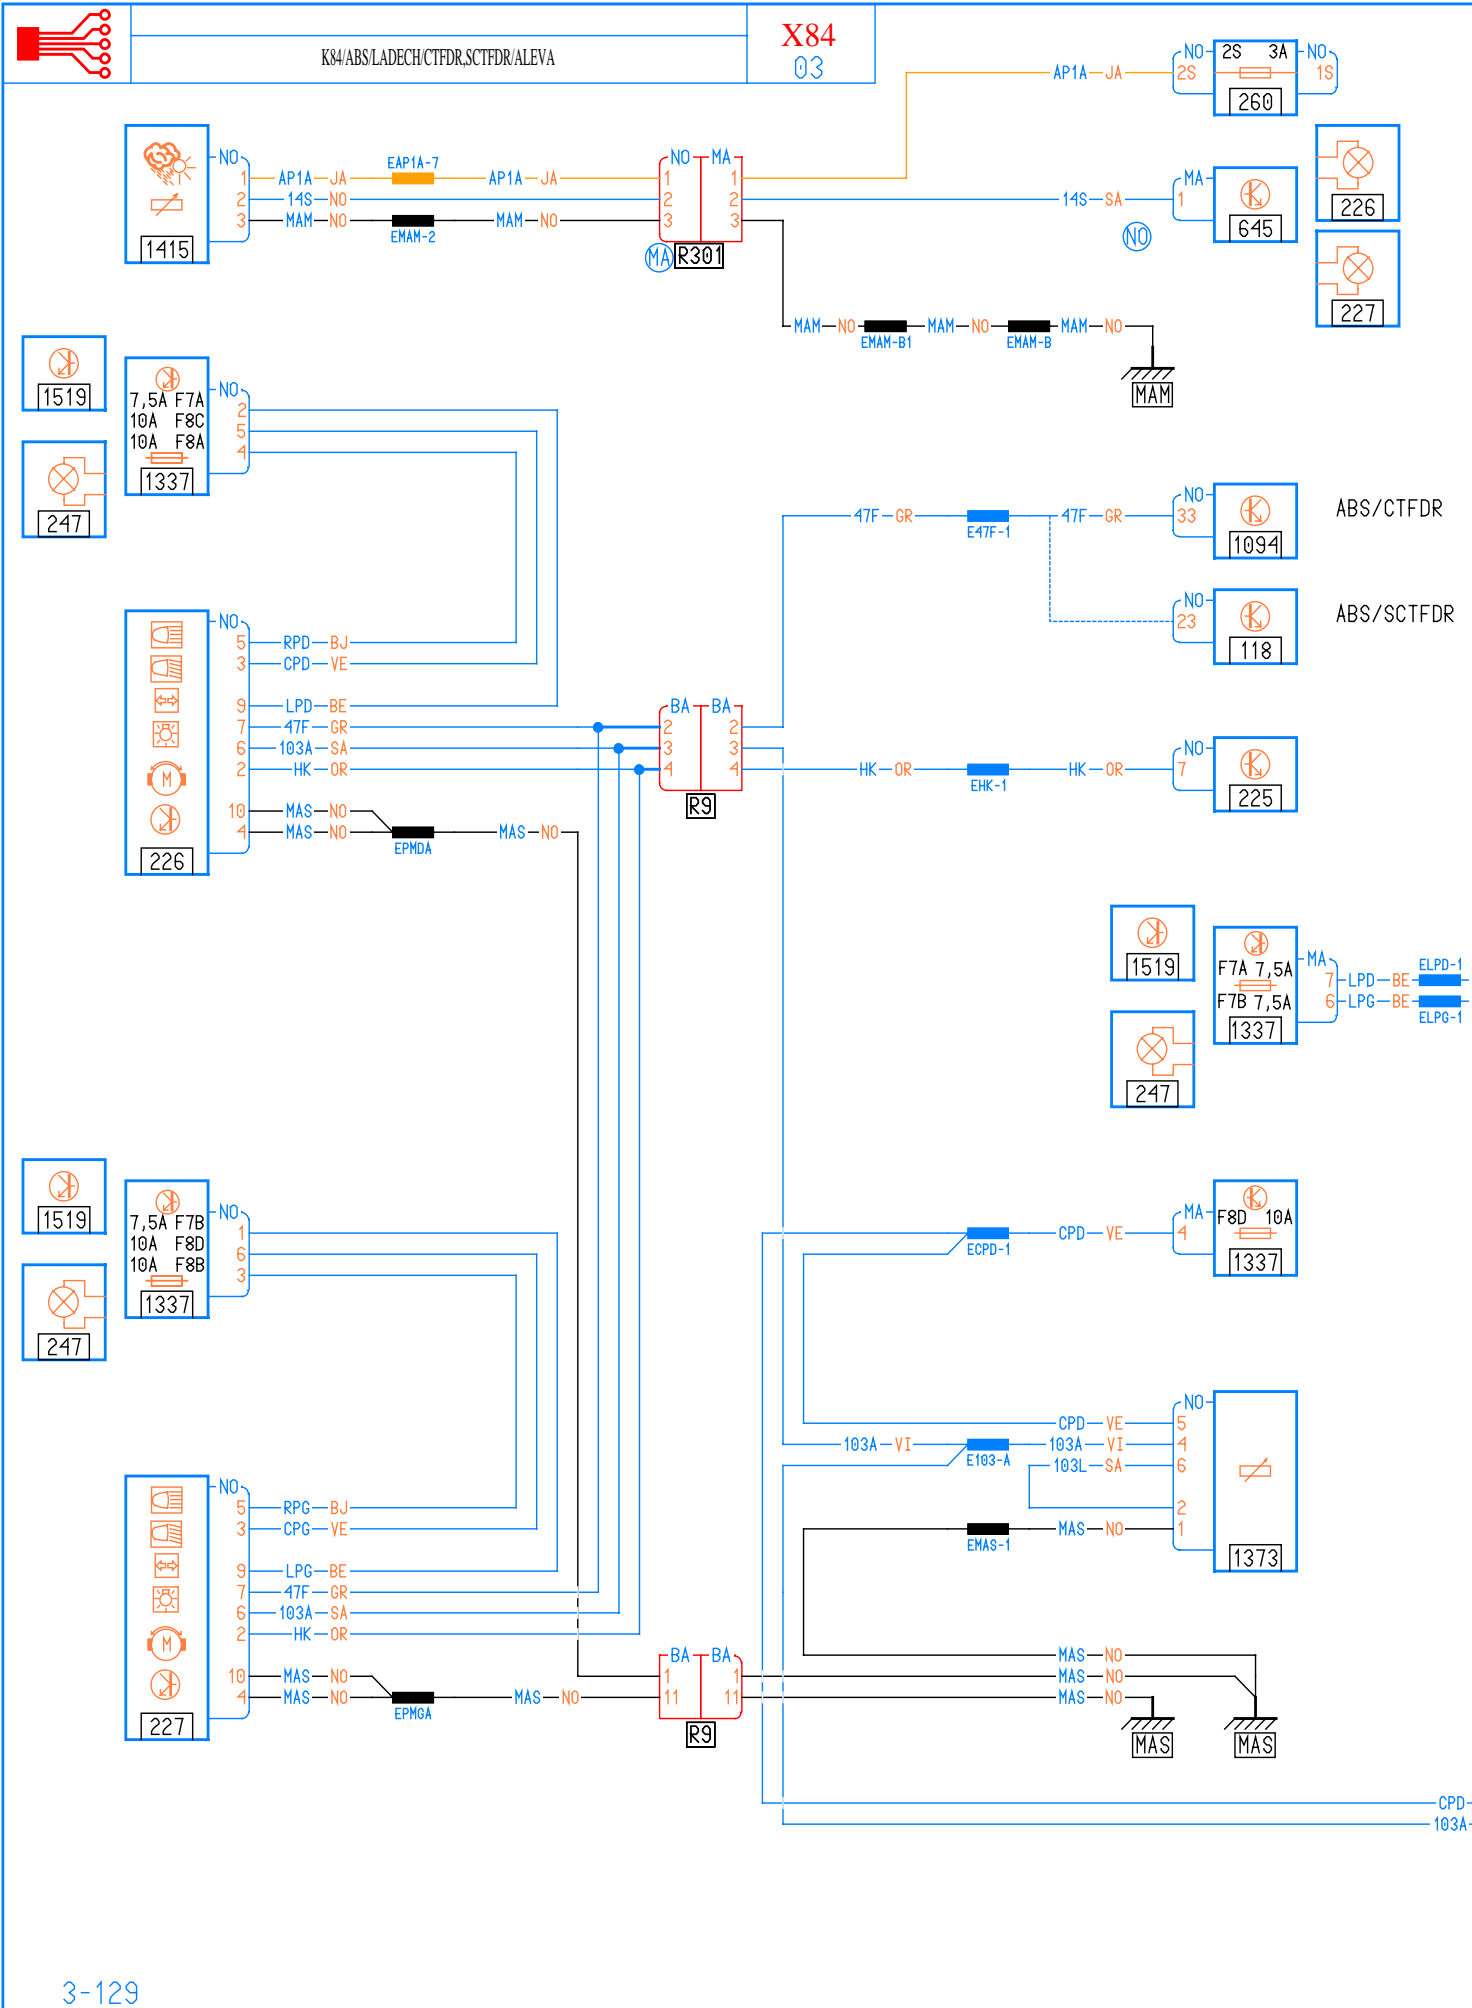 K84/ABS/LADECH/CTFDR,SCTFDR/ALEVA
X84
03
AP1A JA
NO 2S 3A NO
2S 1S
260
NO
1 AP1A JA EAP1A-7 AP1A JA
2 14S NO
3 MAM NO EMAM-2 MAM NO
1415
NO MA
1 1
2 2
3 3
MA R301
14S SA
MA
1
645
NO
226
227
MAM NO EMAM-B1 MAM NO EMAM-B MAM NO
MAM
1519
247
7,5A F7A
10A F8C
10A F8A
1337
NO
2
5
4
47F GR E47F-1 47F GR
NO
33
1094
ABS/CTFDR
NO
23
118
ABS/SCTFDR
NO
5 RPD BJ
3 CPD VE
9 LPD BE
7 47F GR
6 103A SA
2 HK OR
10 MAS NO
4 MAS NO EPMDA MAS NO
226
BA BA
2 2
3 3
4 4
R9
HK OR EHK-1 HK OR
NO
7
225
1519
247
F7A 7,5A
F7B 7,5A
1337
MA
7 LPD BE ELPD-1
6 LPG BE ELPG-1
1519
247
7,5A F7B
10A F8D
10A F8B
1337
NO
1
6
3
ECPD-1 CPD VE
MA
4
F8D 10A
1337
NO
CPD VE 5
103A VI E103-A 103A VI 4
103L SA 6
2
EMAS-1 MAS NO 1
1373
NO
5 RPG BJ
3 CPG VE
9 LPG BE
7 47F GR
6 103A SA
2 HK OR
10 MAS NO
4 MAS NO EPMGA MAS NO
227
BA BA
1 1
11 11
R9
MAS NO
MAS NO
MAS NO
MAS
MAS
CPD
103A
3-129